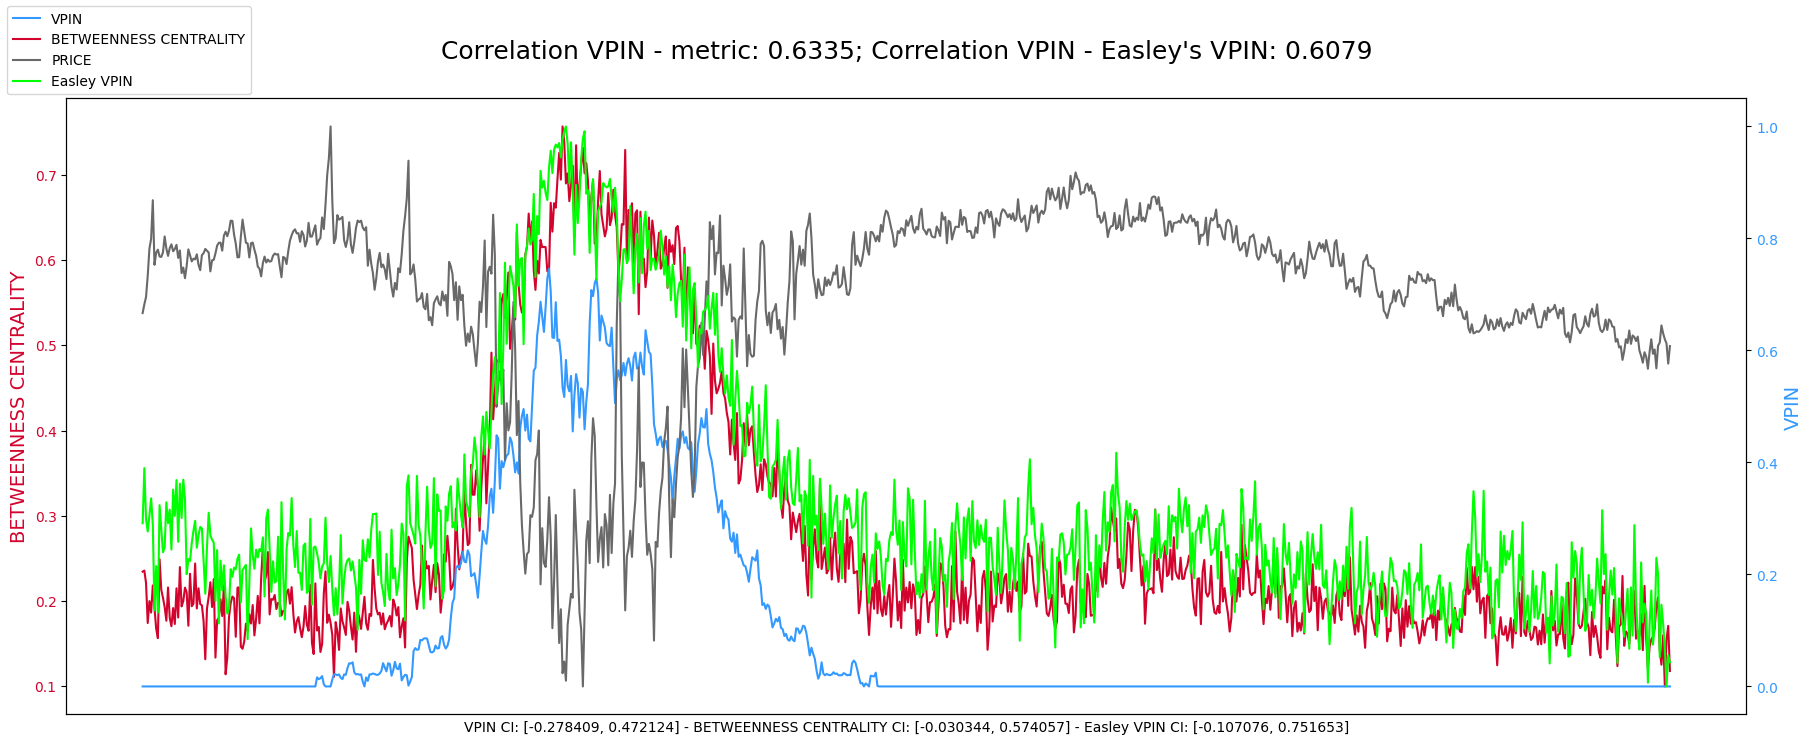 VPIN
BETWEENNESS CENTRALITY
PRICE
Easley VPIN
Correlation VPIN - metric: 0.6335; Correlation VPIN - Easley's VPIN: 0.6079
BETWEENNESS CENTRALITY
0.7
0.6
0.5
0.4
0.3
0.2
0.1
1.0
0.8
0.6
0.4
0.2
0.0
VPIN
VPIN CI: [-0.278409, 0.472124] - BETWEENNESS CENTRALITY CI: [-0.030344, 0.574057] - Easley VPIN CI: [-0.107076, 0.751653]